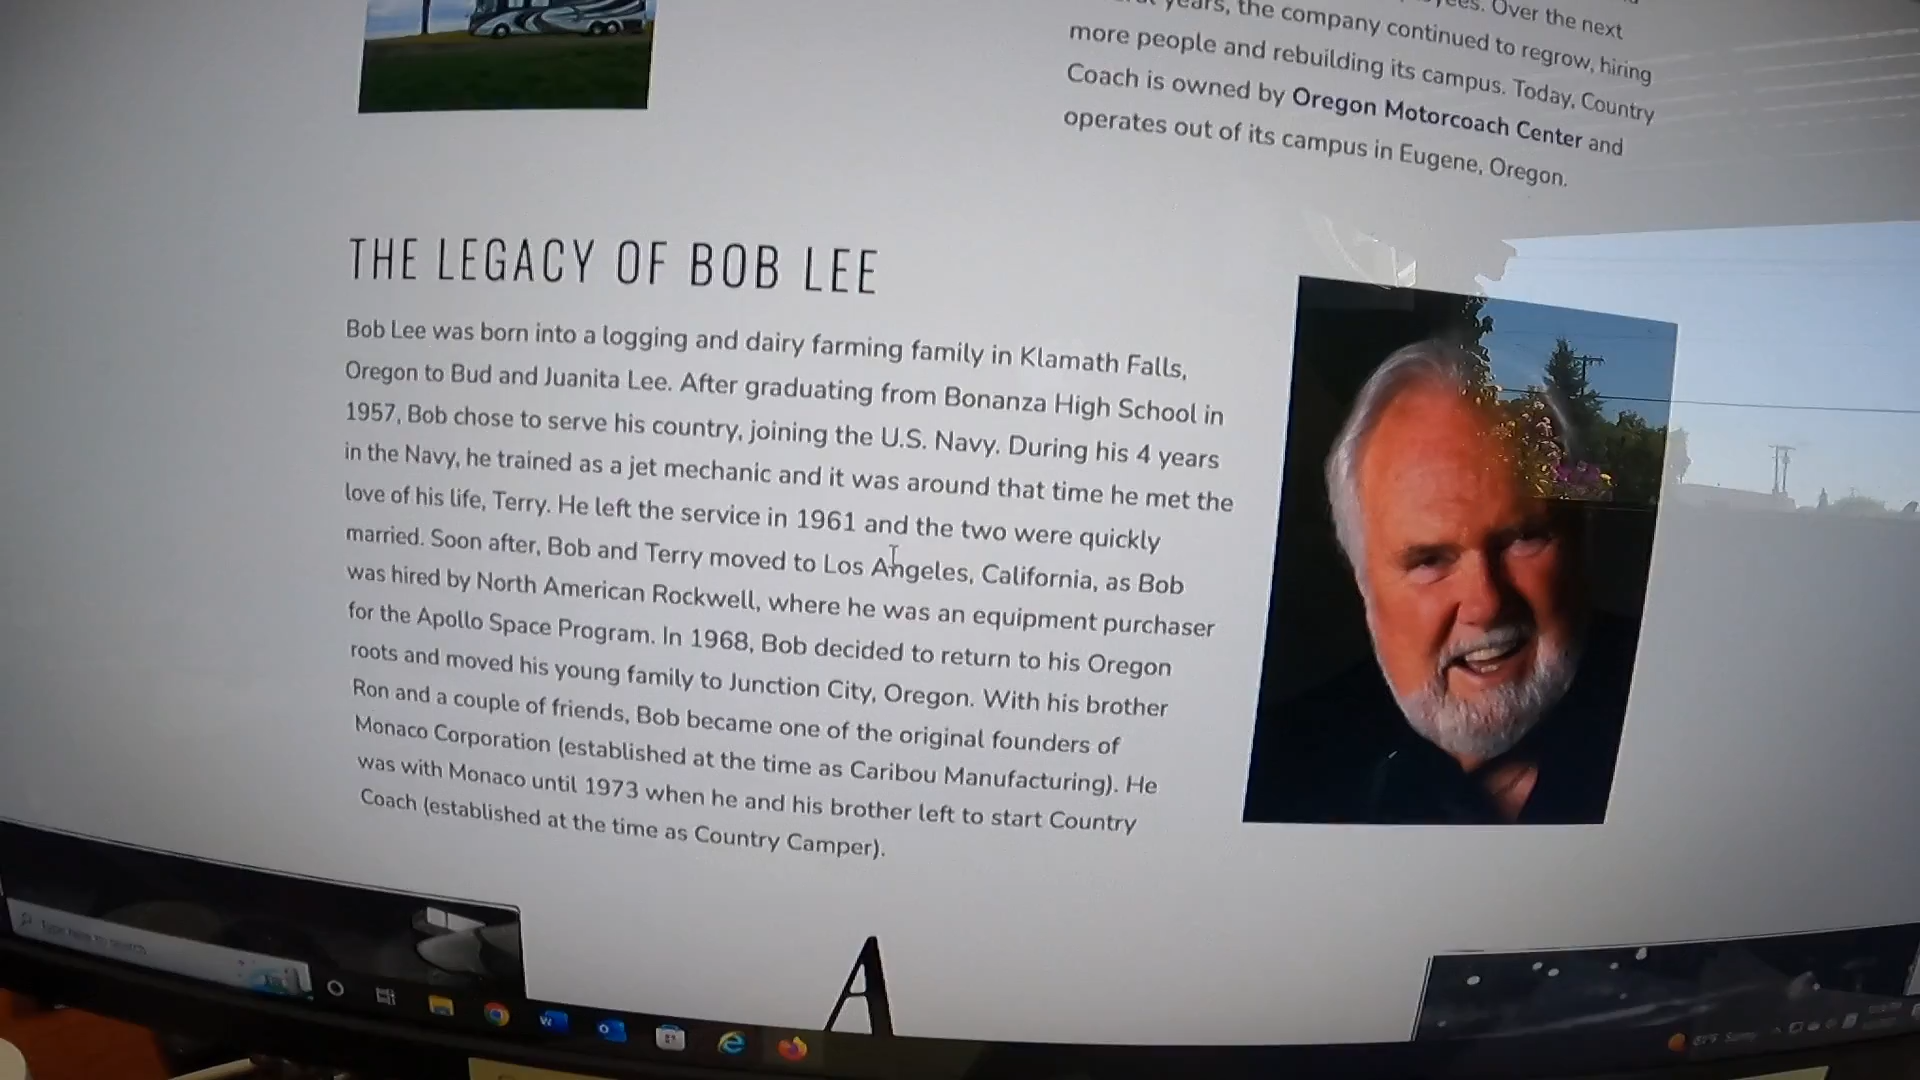 Over the next
years, the company continued to regrow, hiring
more people and rebuilding its campus. Today, Country
Coach is owned by Oregon Motorcoach Center and
operates out of its campus in Eugene, Oregon.
THE LEGACY OF BOB LEE
Bob Lee was born into a logging and dairy farming family in Klamath Falls,
Oregon to Bud and Juanita Lee. After graduating from Bonanza High School in
1957, Bob chose to serve his country, joining the U.S. Navy. During his 4 years
in the Navy, he trained as a jet mechanic and it was around that time he met the
love of his life, Terry. He left the service in 1961 and the two were quickly
married. Soon after, Bob and Terry moved to Los Angeles, California, as Bob
was hired by North American Rockwell, where he was an equipment purchaser
for the Apollo Space Program. In 1968, Bob decided to return to his Oregon
roots and moved his young family to Junction City, Oregon. With his brother
Ron and a couple of friends, Bob became one of the original founders of
Monaco Corporation (established at the time as Caribou Manufacturing). He
was with Monaco until 1973 when he and his brother left to start Country
Coach (established at the time as Country Camper).
A
Type here to search
Sunny